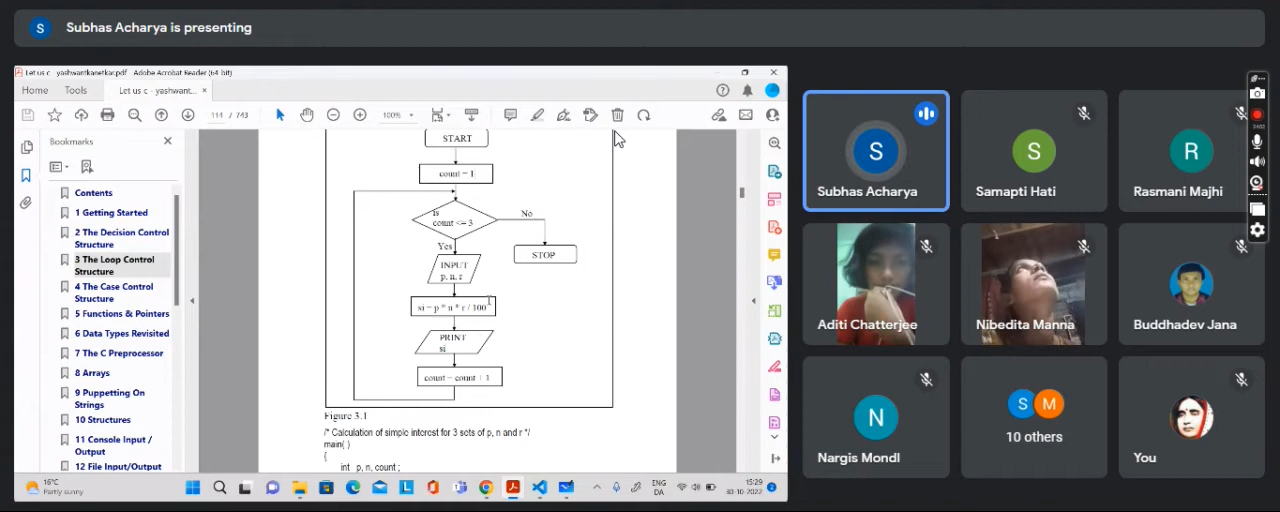 S Subhas Acharya is presenting
Let us c - yashwantkanetkar.pdf - Adobe Acrobat Reader (64-bit)
Home Tools Let us c - yashwant... ×
114 / 743 100%
Bookmarks
Contents
1 Getting Started
2 The Decision Control
Structure
3 The Loop Control
Structure
4 The Case Control
Structure
5 Functions & Pointers
6 Data Types Revisited
7 The C Preprocessor
8 Arrays
9 Puppetting On
Strings
10 Structures
11 Console Input /
Output
12 File Input/Output
START
count = 1
is
count <= 3
No
STOP
Yes
INPUT
p, n, r
si = p * n * r / 100
PRINT
si
count = count + 1
Figure 3.1
/* Calculation of simple interest for 3 sets of p, n and r */
main( )
{
int p, n, count ;
16°C
Partly sunny
ENG
DA
15:29
30-10-2022
S
Subhas Acharya
S
Samapti Hati
R
Rasmani Majhi
Aditi Chatterjee
Nibedita Manna
Buddhadev Jana
N
Nargis Mondl
S M
10 others
You